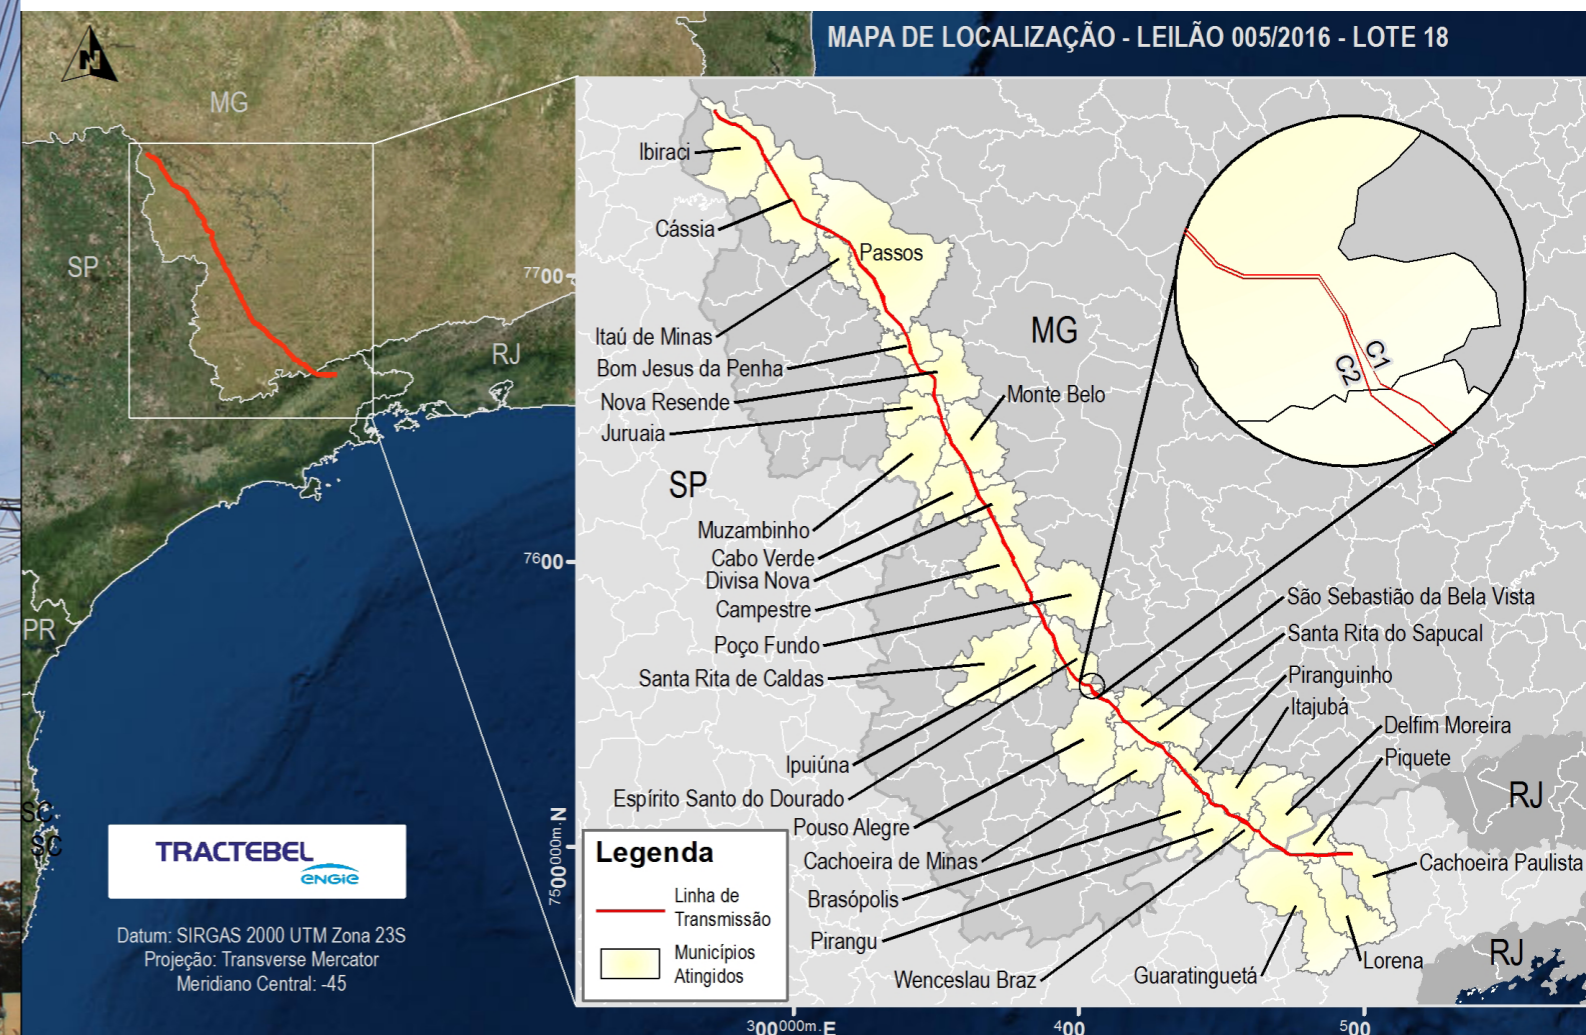 MAPA DE LOCALIZAÇÃO - LEILÃO 005/2016 - LOTE 18
N
MG
SP
RJ
PR
SC
SC
TRACTEBEL
ENGIE
Datum: SIRGAS 2000 UTM Zona 23S
Projeção: Transverse Mercator
Meridiano Central: -45
Ibiraci
Cássia
Passos
Itaú de Minas
Bom Jesus da Penha
Nova Resende
Juruaia
MG
Monte Belo
SP
Muzambinho
Cabo Verde
Divisa Nova
Campestre
Poço Fundo
Santa Rita de Caldas
C1
C2
São Sebastião da Bela Vista
Santa Rita do Sapucal
Piranguinho
Itajubá
Delfim Moreira
Piquete
RJ
Ipuiúna
Espírito Santo do Dourado
Pouso Alegre
Cachoeira de Minas
Brasópolis
Pirangu
Wenceslau Braz
Guaratinguetá
Lorena
Cachoeira Paulista
RJ
Legenda
Linha de
Transmissão
Municípios
Atingidos
7700
7600
7500000m.N
300000m.E
400
500